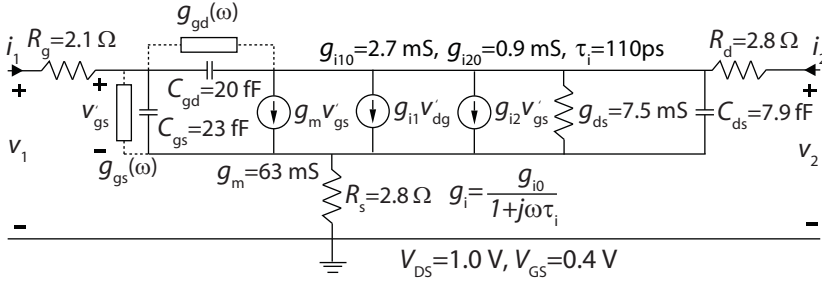 g_gd(ω)
i_1
R_g=2.1 Ω
g_i10=2.7 mS, g_i20=0.9 mS, τ_i=110ps
R_d=2.8 Ω
i_2
+
+
+
C_gd=20 fF
v'_gs
C_gs=23 fF
g_m v'_gs
g_i1 v'_dg
g_i2 v'_gs
g_ds=7.5 mS
C_ds=7.9 fF
v_1
v_2
−
g_gs(ω)
g_m=63 mS
R_s=2.8 Ω
g_i=g_i0/1+jωτ_i
−
−
V_DS=1.0 V, V_GS=0.4 V